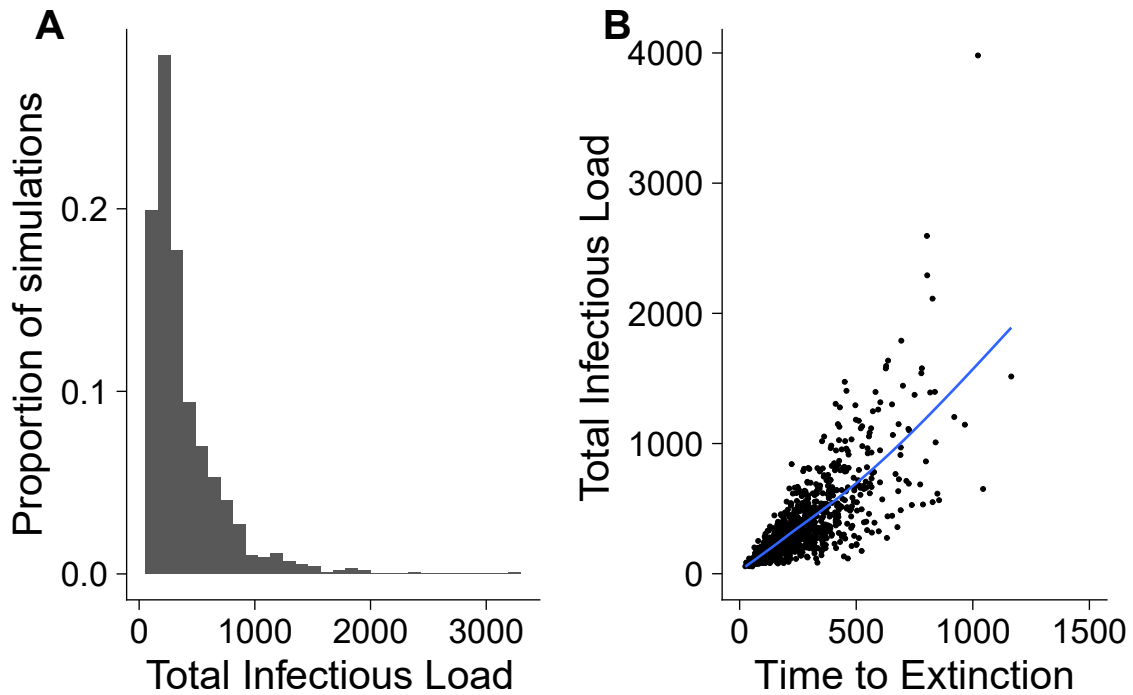 A
Proportion of simulations
0.2
0.1
0.0
0 1000 2000 3000
Total Infectious Load
B
Total Infectious Load
4000
3000
2000
1000
0
0 500 1000 1500
Time to Extinction